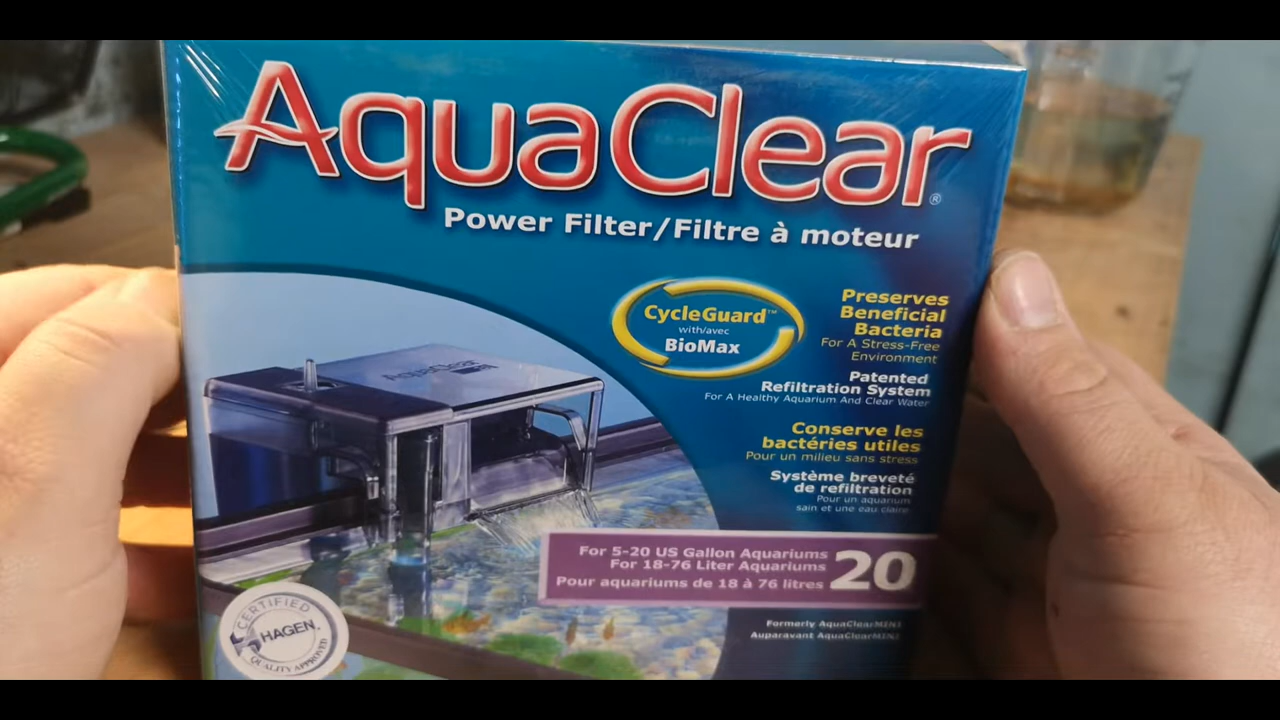 AquaClear®
Power Filter/Filtre à moteur
CycleGuard™
with/avec
BioMax
Preserves
Beneficial
Bacteria
For A Stress-Free
Environment
Patented
Refiltration System
For A Healthy Aquarium And Clear Water
Conserve les
bactéries utiles
Pour un milieu sans stress
Système breveté
de refiltration
Pour un aquarium
sain et une eau claire
AquaClear
For 5-20 US Gallon Aquariums
For 18-76 Liter Aquariums
Pour aquariums de 18 à 76 litres
20
Formerly AquaClearMINI
Auparavant AquaClearMINI
CERTIFIED
HAGEN
QUALITY APPROVED